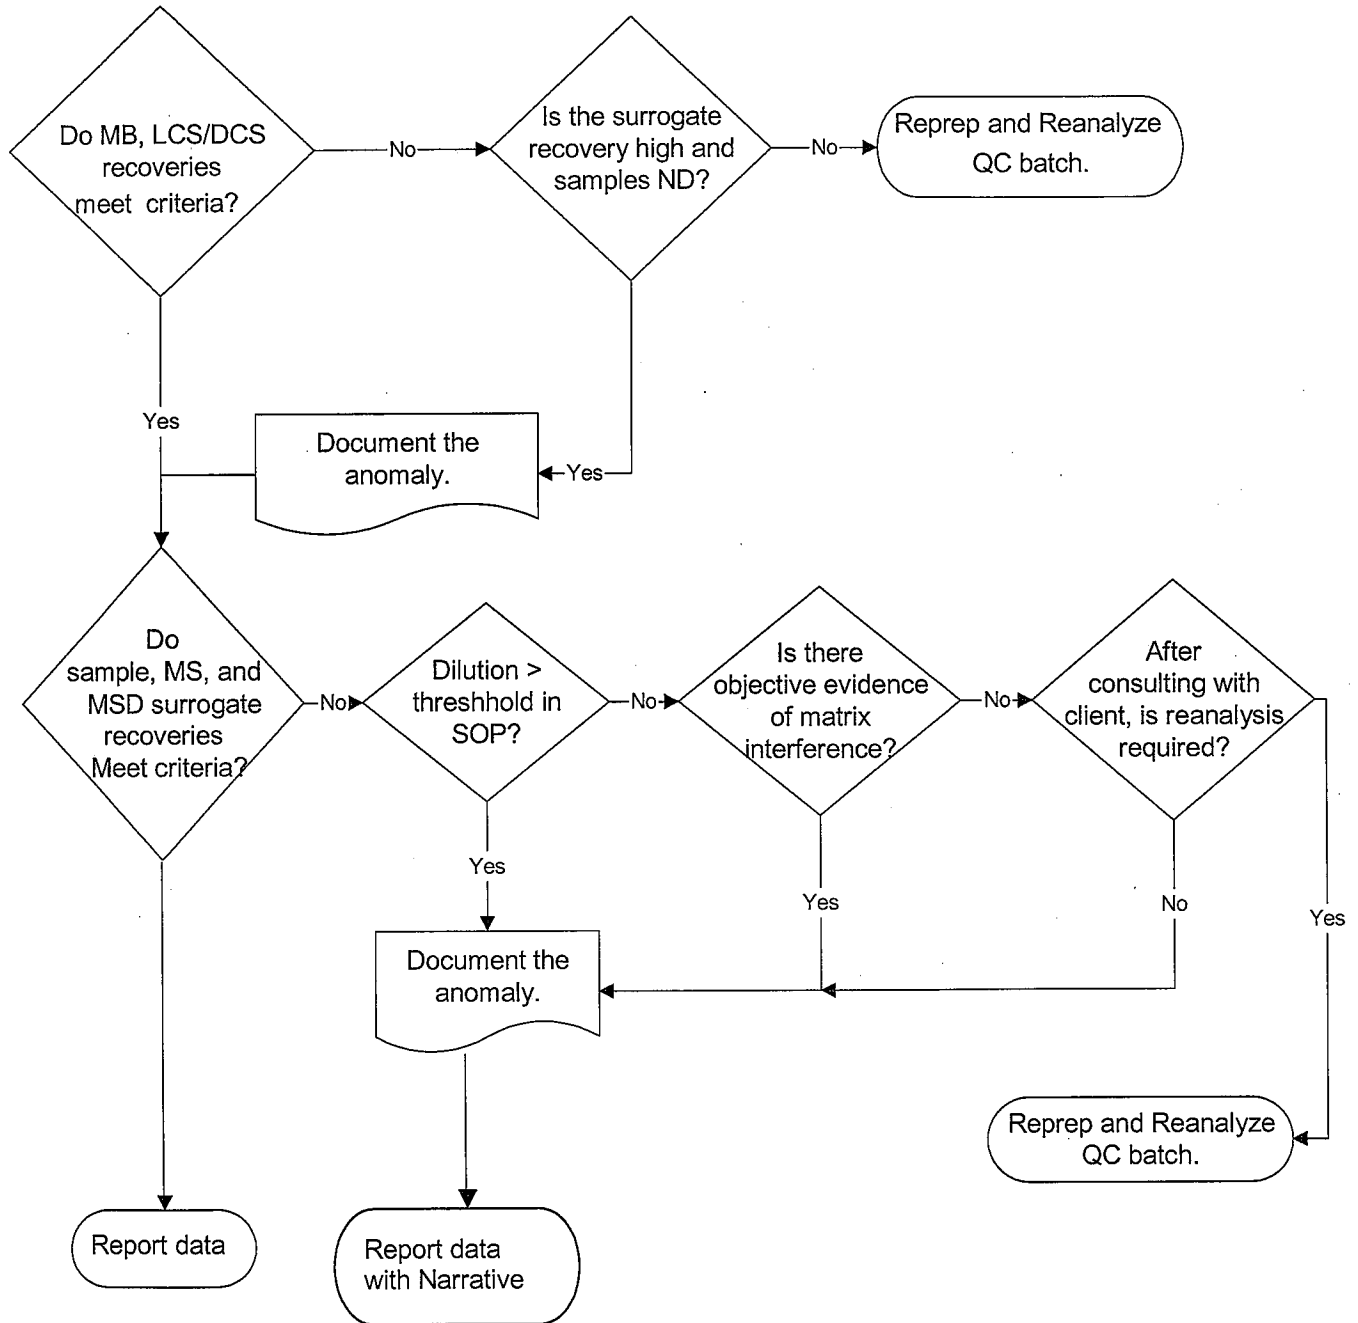 Do MB, LCS/DCS
recoveries
meet criteria?
No
Is the surrogate
recovery high and
samples ND?
No
Reprep and Reanalyze
QC batch.
Yes
Document the
anomaly.
Yes
Do
sample, MS, and
MSD surrogate
recoveries
Meet criteria?
No
Dilution >
threshhold in
SOP?
No
Is there
objective evidence
of matrix
interference?
No
After
consulting with
client, is reanalysis
required?
Yes
Yes
No
Yes
Document the
anomaly.
Reprep and Reanalyze
QC batch.
Report data
Report data
with Narrative